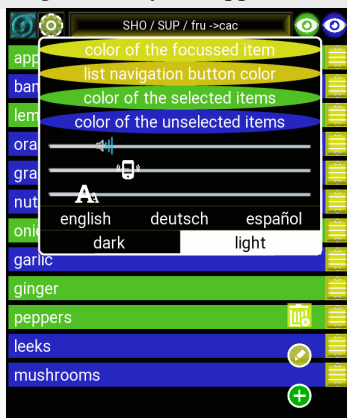 SHO / SUP / fru ->cac
color of the focussed item
app
list navigation button color
ban
color of the selected items
lem
color of the unselected items
ora
gra
nut
AA
english deutsch español
oni
dark light
garlic
ginger
peppers
leeks
mushrooms